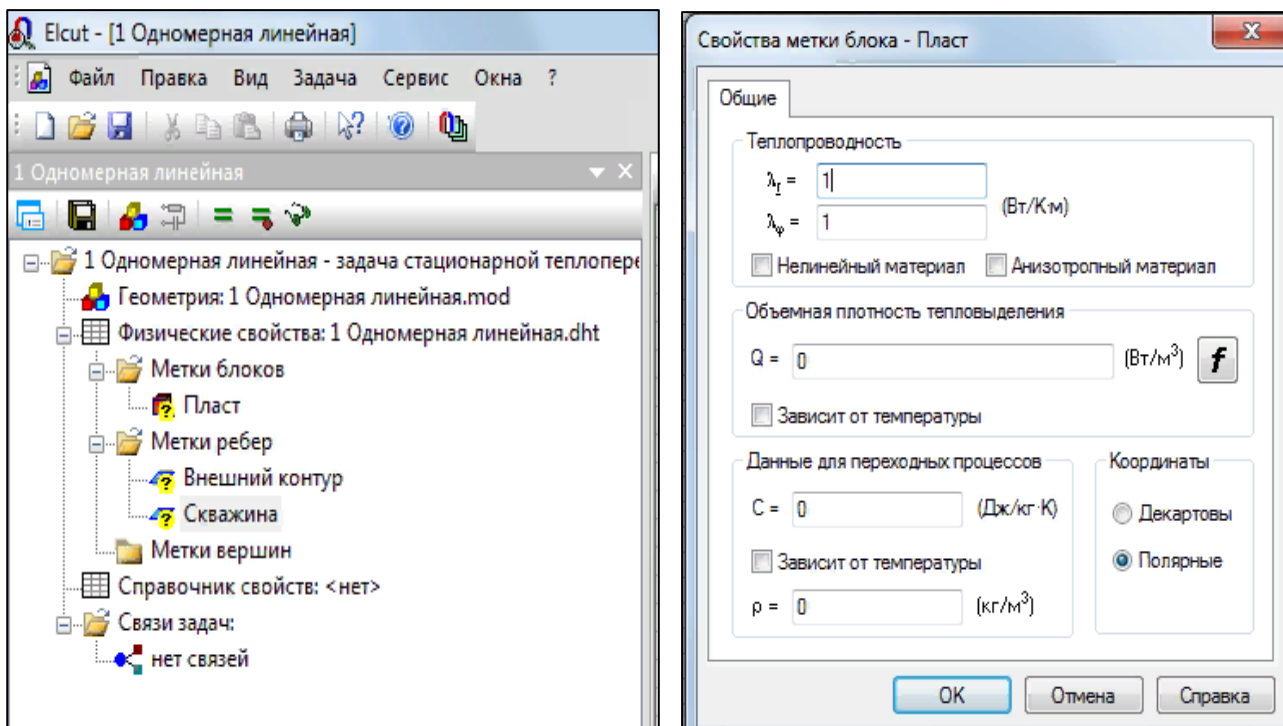 Elcut - [1 Одномерная линейная]
Файл Правка Вид Задача Сервис Окна ?
1 Одномерная линейная
1 Одномерная линейная - задача стационарной теплопере
Геометрия: 1 Одномерная линейная.mod
Физические свойства: 1 Одномерная линейная.dht
Метки блоков
Пласт
Метки ребер
Внешний контур
Скважина
Метки вершин
Справочник свойств: <нет>
Связи задач:
нет связей
Свойства метки блока - Пласт
Общие
Теплопроводность
λr = 1
(Вт/К·м)
λφ = 1
Нелинейный материал Анизотропный материал
Объемная плотность тепловыделения
Q = 0 (Вт/м³) f
Зависит от температуры
Данные для переходных процессов
C = 0 (Дж/кг·К)
Зависит от температуры
ρ = 0 (кг/м³)
Координаты
Декартовы
Полярные
ОК Отмена Справка